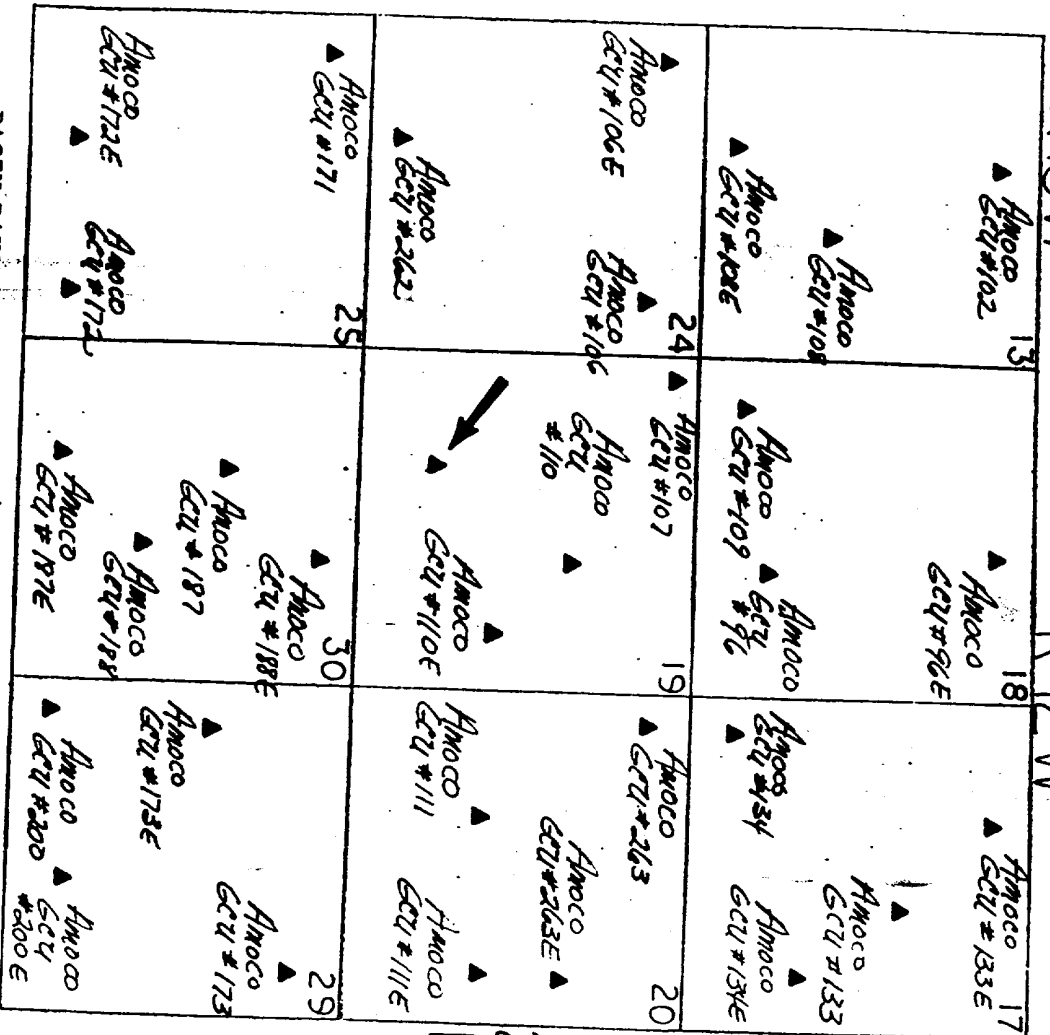 13
Amoco
GCU #102
Amoco
GCU #108
Amoco
GCU #108E
18
Amoco
GCU #96E
Amoco
GCU
#96
Amoco
GCU #109
17
Amoco
GCU #133E
Amoco
GCU #133
Amoco
GCU #134
Amoco
GCU #134E
24
Amoco
GCU #106E
Amoco
GCU #106
Amoco
GCU #262
19
Amoco
GCU #107
Amoco
GCU
#110
Amoco
GCU #110E
20
Amoco
GCU #263
Amoco
GCU #263E
Amoco
GCU #111
Amoco
GCU #111E
25
Amoco
GCU #171
Amoco
GCU #172E
Amoco
GCU #172
30
Amoco
GCU #188E
Amoco
GCU #187
Amoco
GCU #188
Amoco
GCU #187E
29
Amoco
GCU #173
Amoco
GCU #173E
Amoco
GCU #200
Amoco
GCU
#200E